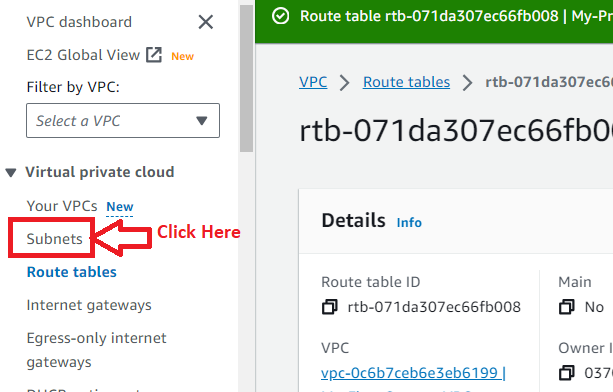 VPC dashboard
EC2 Global View New
Filter by VPC:
Select a VPC
Virtual private cloud
Your VPCs New
Subnets
Click Here
Route tables
Internet gateways
Egress-only internet
gateways
Route table rtb-071da307ec66fb008 | My-Pr
VPC > Route tables > rtb-071da307ec6
rtb-071da307ec66fb0
Details Info
Route table ID
rtb-071da307ec66fb008
Main
No
VPC
vpc-0c6b7ceb6e3eb6199 |
Owner I
037